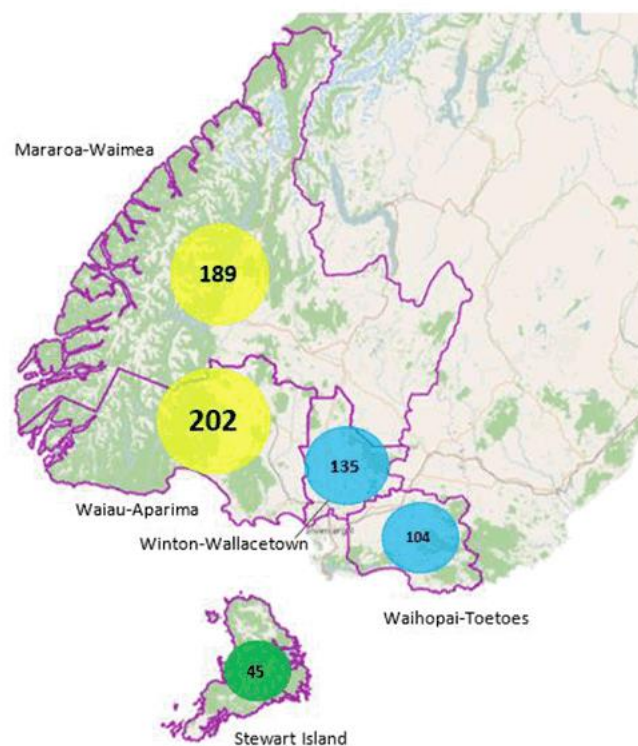 Mararoa-Waimea
189
202
135
Waiau-Aparima
Winton-Wallacetown
104
Waihopai-Toetoes
45
Stewart Island